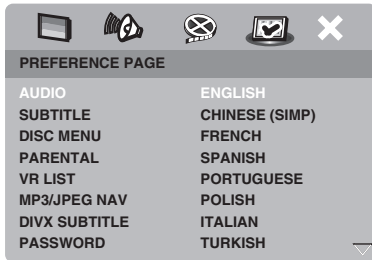 PREFERENCE PAGE
AUDIO ENGLISH
SUBTITLE CHINESE (SIMP)
DISC MENU FRENCH
PARENTAL SPANISH
VR LIST PORTUGUESE
MP3/JPEG NAV POLISH
DIVX SUBTITLE ITALIAN
PASSWORD TURKISH